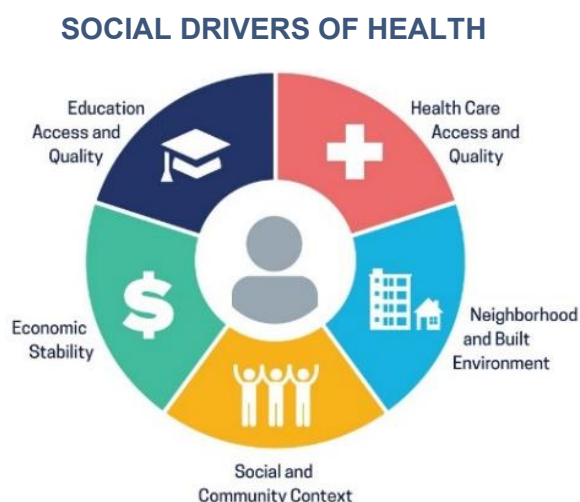 SOCIAL DRIVERS OF HEALTH
Education
Access and
Quality
Health Care
Access and
Quality
Economic
Stability
$
Neighborhood
and Built
Environment
Social and
Community Context